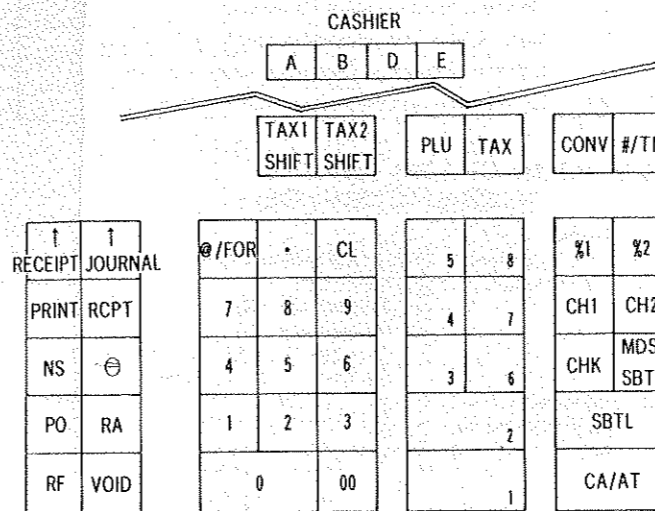 CASHIER
A B D E
TAX1 SHIFT TAX2 SHIFT PLU TAX CONV
↑ RECEIPT ↑ JOURNAL @/FOR • CL 5 8 %1 %2
PRINT RCPT 7 8 9 4 7 CH1 CH2
NS ⊖ 4 5 6 3 6 CHK MDS SBT
PO RA 1 2 3 2 SBTL
RF VOID 0 00 1 CA/AT